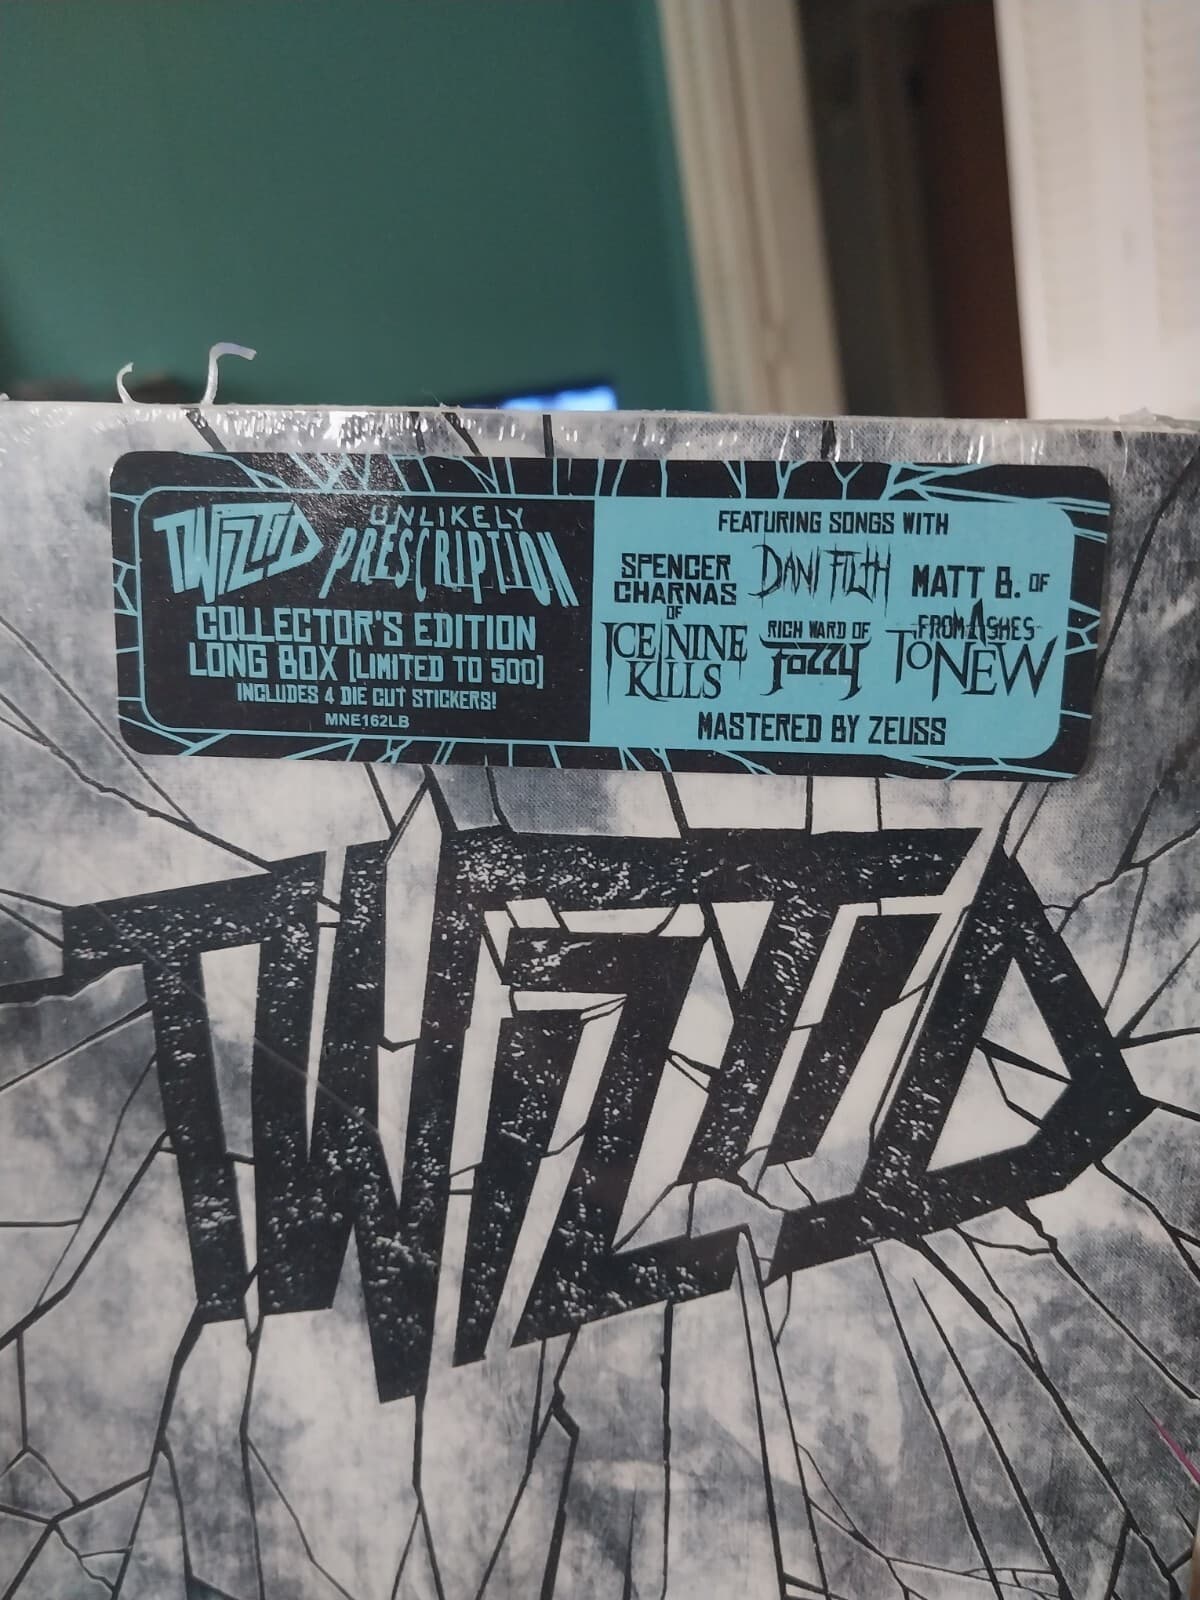 TWIZTID
UNLIKELY
PRESCRIPTION
COLLECTOR'S EDITION
LONG BOX [LIMITED TO 500]
INCLUDES 4 DIE CUT STICKERS!
MNE162LB
FEATURING SONGS WITH
SPENCER
CHARNAS
OF
ICE NINE
KILLS
DANI FILTH
RICH WARD OF
FOZZY
MATT B. OF
FROM ASHES
TO NEW
MASTERED BY ZEUSS
TWIZTID